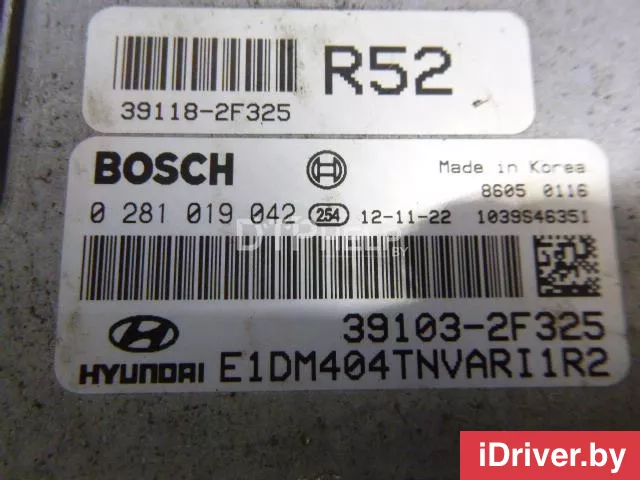 R52
39118-2F325
BOSCH
Made in Korea
8605 0116
0 281 019 042 254 12-11-22 1039S46351
39103-2F325
HYUNDAI E1DM404TNVARI1R2
iDriver.by